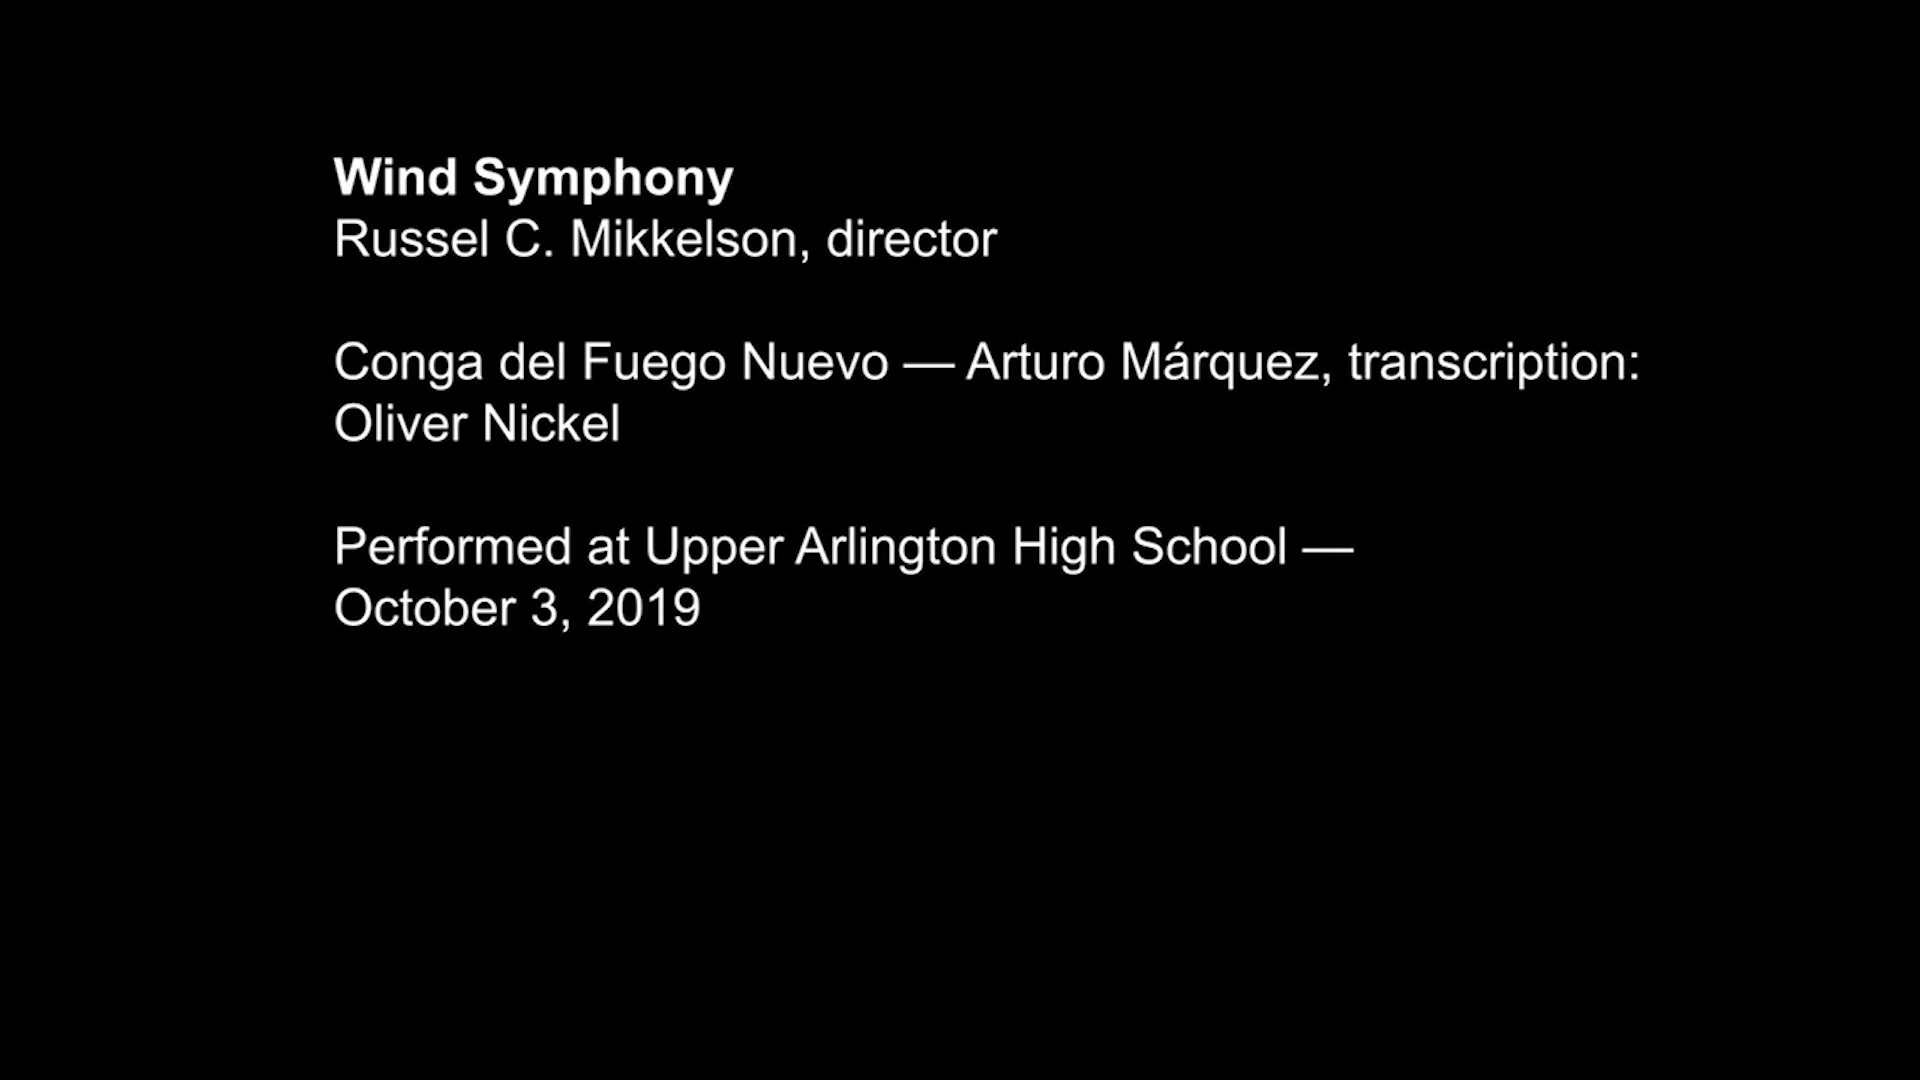 Wind Symphony
Russel C. Mikkelson, director
Conga del Fuego Nuevo — Arturo Márquez, transcription:
Oliver Nickel
Performed at Upper Arlington High School —
October 3, 2019